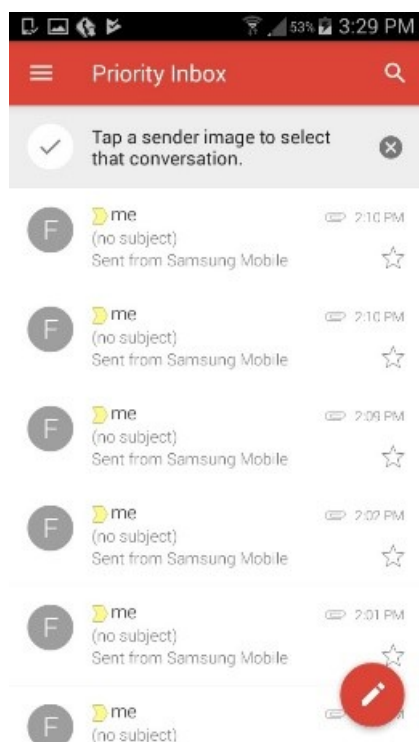 53% 3:29 PM
Priority Inbox
Tap a sender image to select
that conversation.
F me 2:10 PM
(no subject)
Sent from Samsung Mobile
F me 2:10 PM
(no subject)
Sent from Samsung Mobile
F me 2:09 PM
(no subject)
Sent from Samsung Mobile
F me 2:02 PM
(no subject)
Sent from Samsung Mobile
F me 2:01 PM
(no subject)
Sent from Samsung Mobile
F me
(no subject)